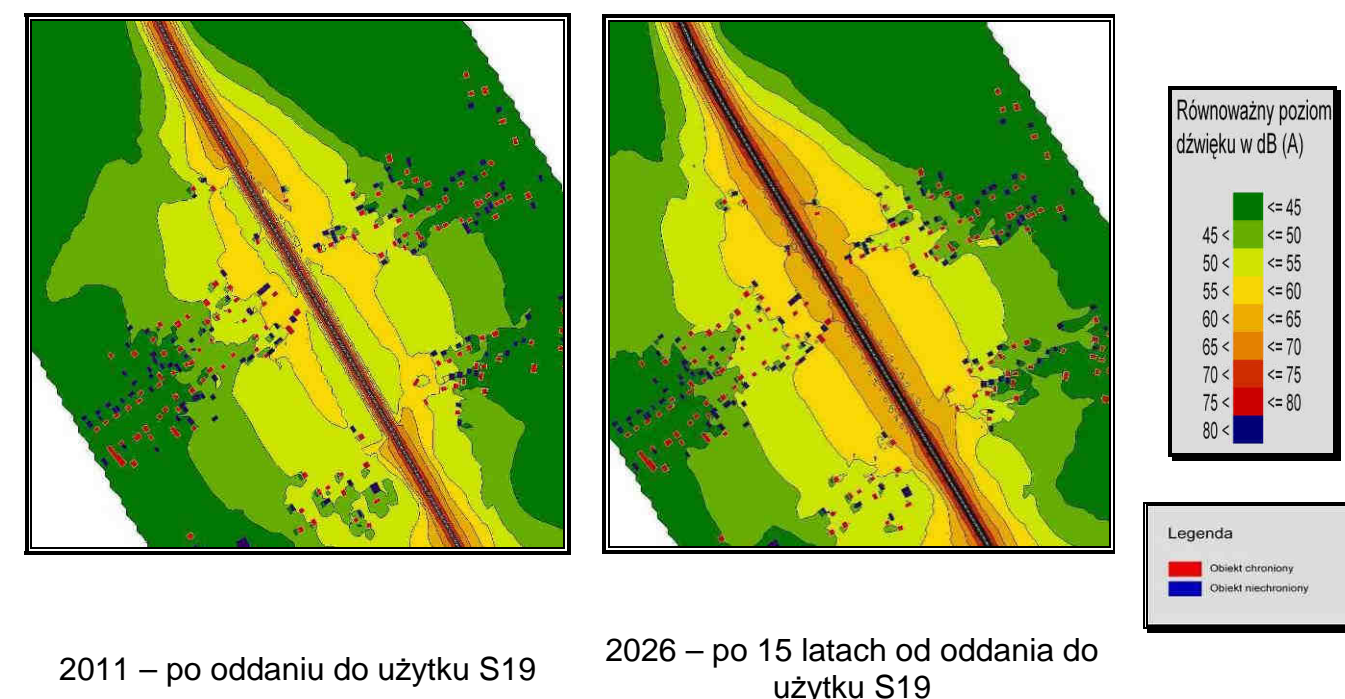 Równoważny poziom
dźwięku w dB (A)
<= 45
45 < <= 50
50 < <= 55
55 < <= 60
60 < <= 65
65 < <= 70
70 < <= 75
75 < <= 80
80 <
Legenda
Obiekt chroniony
Obiekt niechroniony
2011 – po oddaniu do użytku S19
2026 – po 15 latach od oddania do
użytku S19